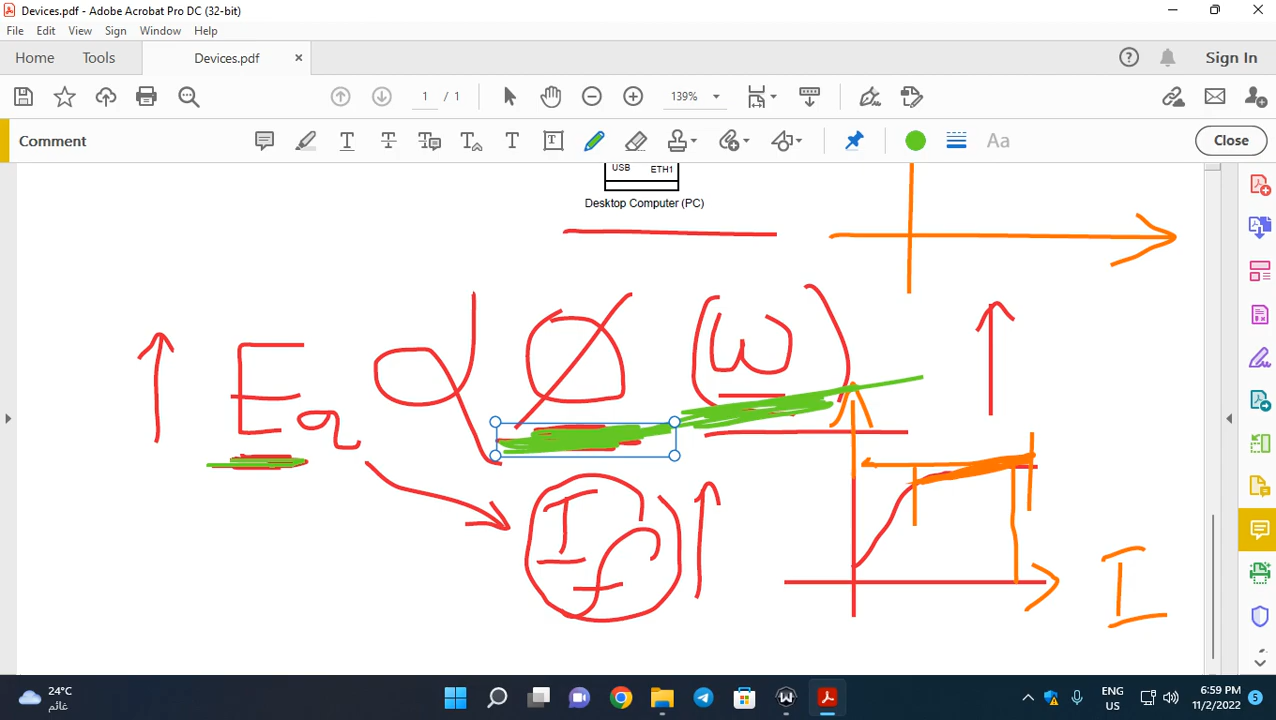 Devices.pdf - Adobe Acrobat Pro DC (32-bit)
File Edit View Sign Window Help
Home Tools Devices.pdf Sign In
1 / 1 139%
Comment Aa Close
USB ETH1
Desktop Computer (PC)
Ea α ∅ (ω)
If
I
24°C
غائم
ENG
US
6:59 PM
11/2/2022
5